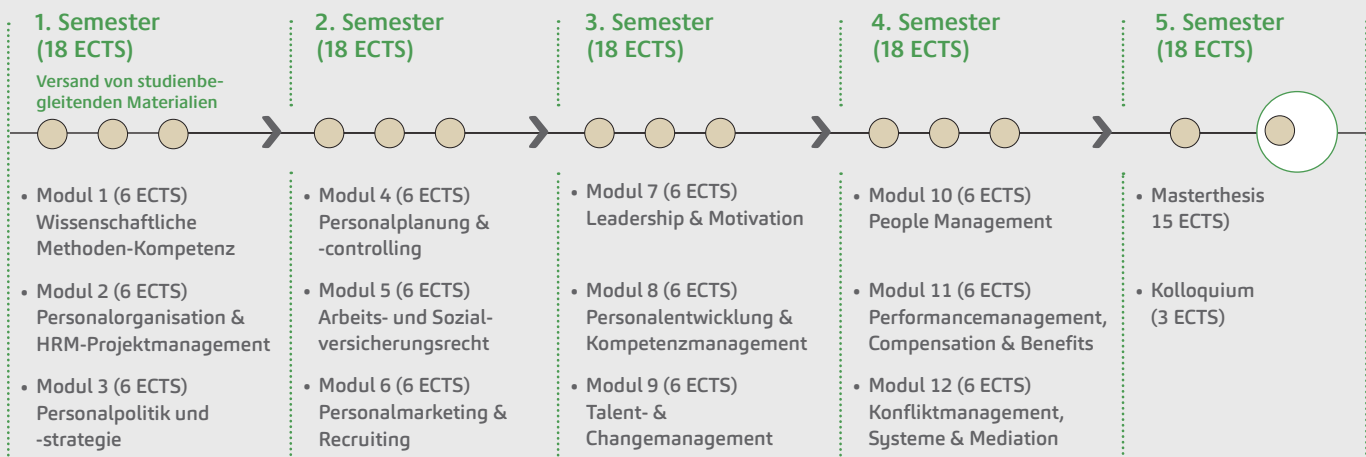 1. Semester
(18 ECTS)
Versand von studienbe-
gleitenden Materialien
• Modul 1 (6 ECTS)
Wissenschaftliche
Methoden-Kompetenz
• Modul 2 (6 ECTS)
Personalorganisation &
HRM-Projektmanagement
• Modul 3 (6 ECTS)
Personalpolitik und
-strategie
2. Semester
(18 ECTS)
• Modul 4 (6 ECTS)
Personalplanung &
-controlling
• Modul 5 (6 ECTS)
Arbeits- und Sozial-
versicherungsrecht
• Modul 6 (6 ECTS)
Personalmarketing &
Recruiting
3. Semester
(18 ECTS)
• Modul 7 (6 ECTS)
Leadership & Motivation
• Modul 8 (6 ECTS)
Personalentwicklung &
Kompetenzmanagement
• Modul 9 (6 ECTS)
Talent- &
Changemanagement
4. Semester
(18 ECTS)
• Modul 10 (6 ECTS)
People Management
• Modul 11 (6 ECTS)
Performancemanagement,
Compensation & Benefits
• Modul 12 (6 ECTS)
Konfliktmanagement,
Systeme & Mediation
5. Semester
(18 ECTS)
• Masterthesis
15 ECTS)
• Kolloquium
(3 ECTS)